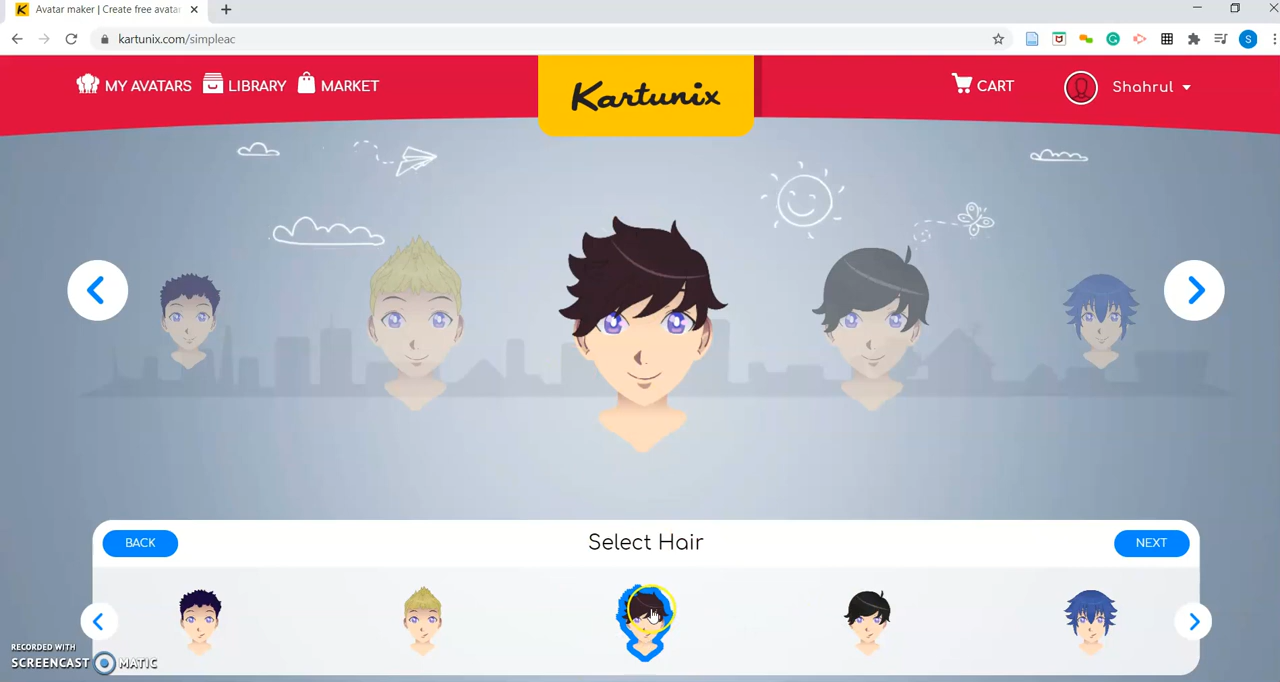 Avatar maker | Create free avatar
kartunix.com/simpleac
S
MY AVATARS LIBRARY MARKET
Kartunix
CART
Shahrul
BACK
Select Hair
NEXT
RECORDED WITH
SCREENCAST MATIC